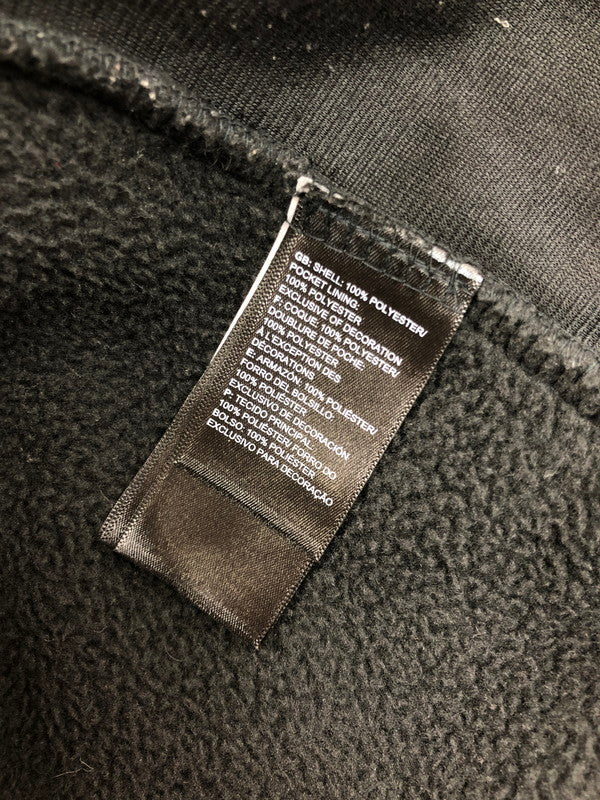 GB: SHELL: 100% POLYESTER/
POCKET LINING:
100% POLYESTER
EXCLUSIVE OF DECORATION
F: COQUE, 100% POLYESTER/
DOUBLURE DE POCHE:
100% POLYESTER
À L'EXCEPTION DES
DÉCORATIONS
E: ARMAZÓN: 100% POLIÉSTER/
FORRO DEL BOLSILLO:
100% POLIÉSTER
EXCLUSIVO DE DECORACIÓN
P: TECIDO PRINCIPAL
100% POLIÉSTER/ FORRO DO
BOLSO: 100% POLIÉSTER,
EXCLUSIVO PARA DECORAÇÃO